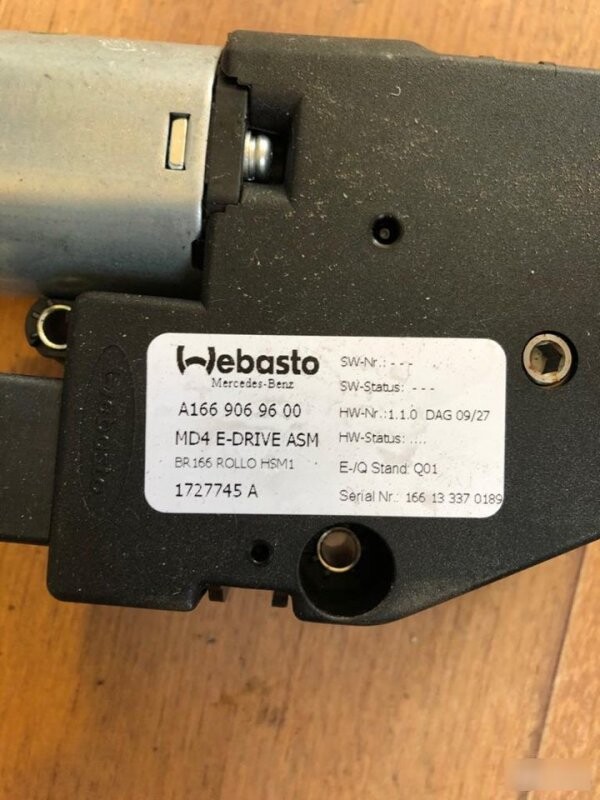 Webasto
Mercedes-Benz
A166 906 96 00
MD4 E-DRIVE ASM
BR166 ROLLO HSM1
1727745 A
SW-Nr.: - - -
SW-Status: - - -
HW-Nr.:1.1.0 DAG 09/27
HW-Status: ....
E-/Q Stand: Q01
Serial Nr.: 166 13 337 0189
Webasto